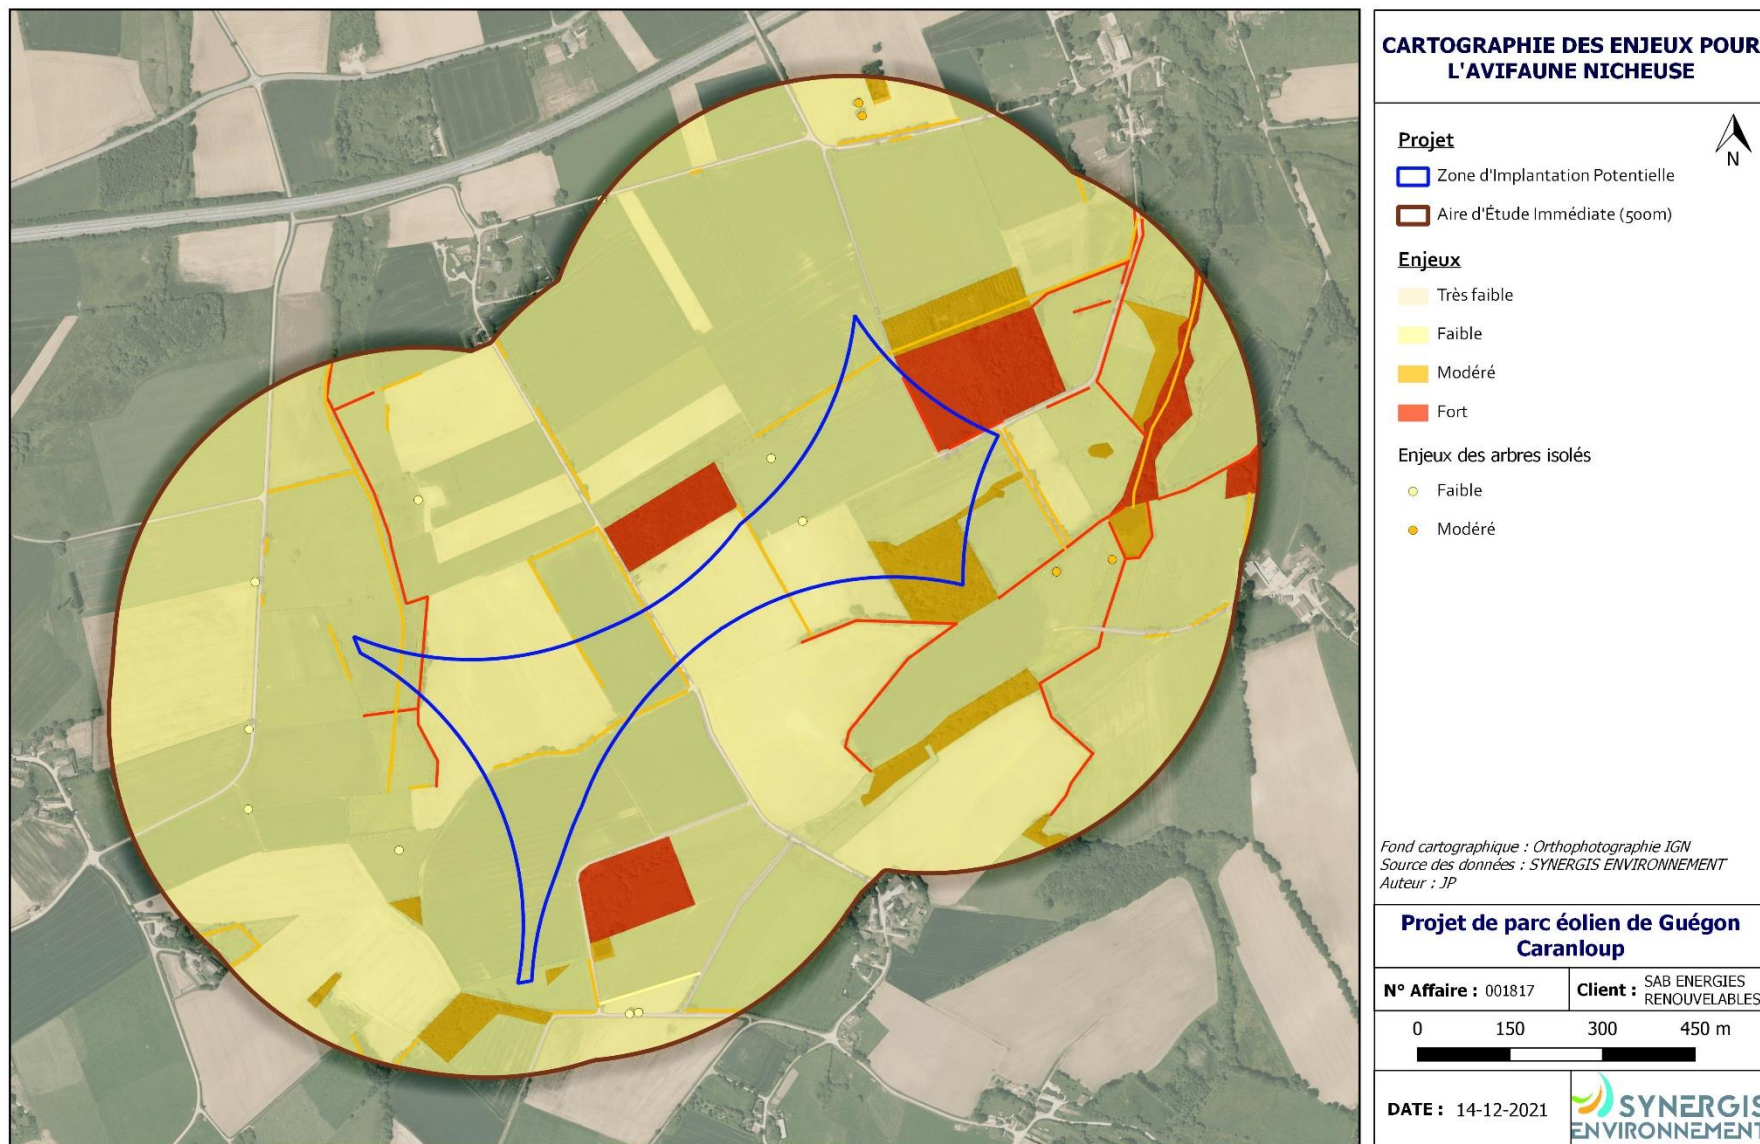 CARTOGRAPHIE DES ENJEUX POUR
L'AVIFAUNE NICHEUSE
N
Projet
Zone d'Implantation Potentielle
Aire d'Étude Immédiate (500m)
Enjeux
Très faible
Faible
Modéré
Fort
Enjeux des arbres isolés
Faible
Modéré
Fond cartographique : Orthophotographie IGN
Source des données : SYNERGIS ENVIRONNEMENT
Auteur : JP
Projet de parc éolien de Guégon
Caranloup
N° Affaire : 001817
Client : SAB ENERGIES
RENOUVELABLES
0 150 300 450 m
DATE : 14-12-2021
SYNERGIS
ENVIRONNEMENT